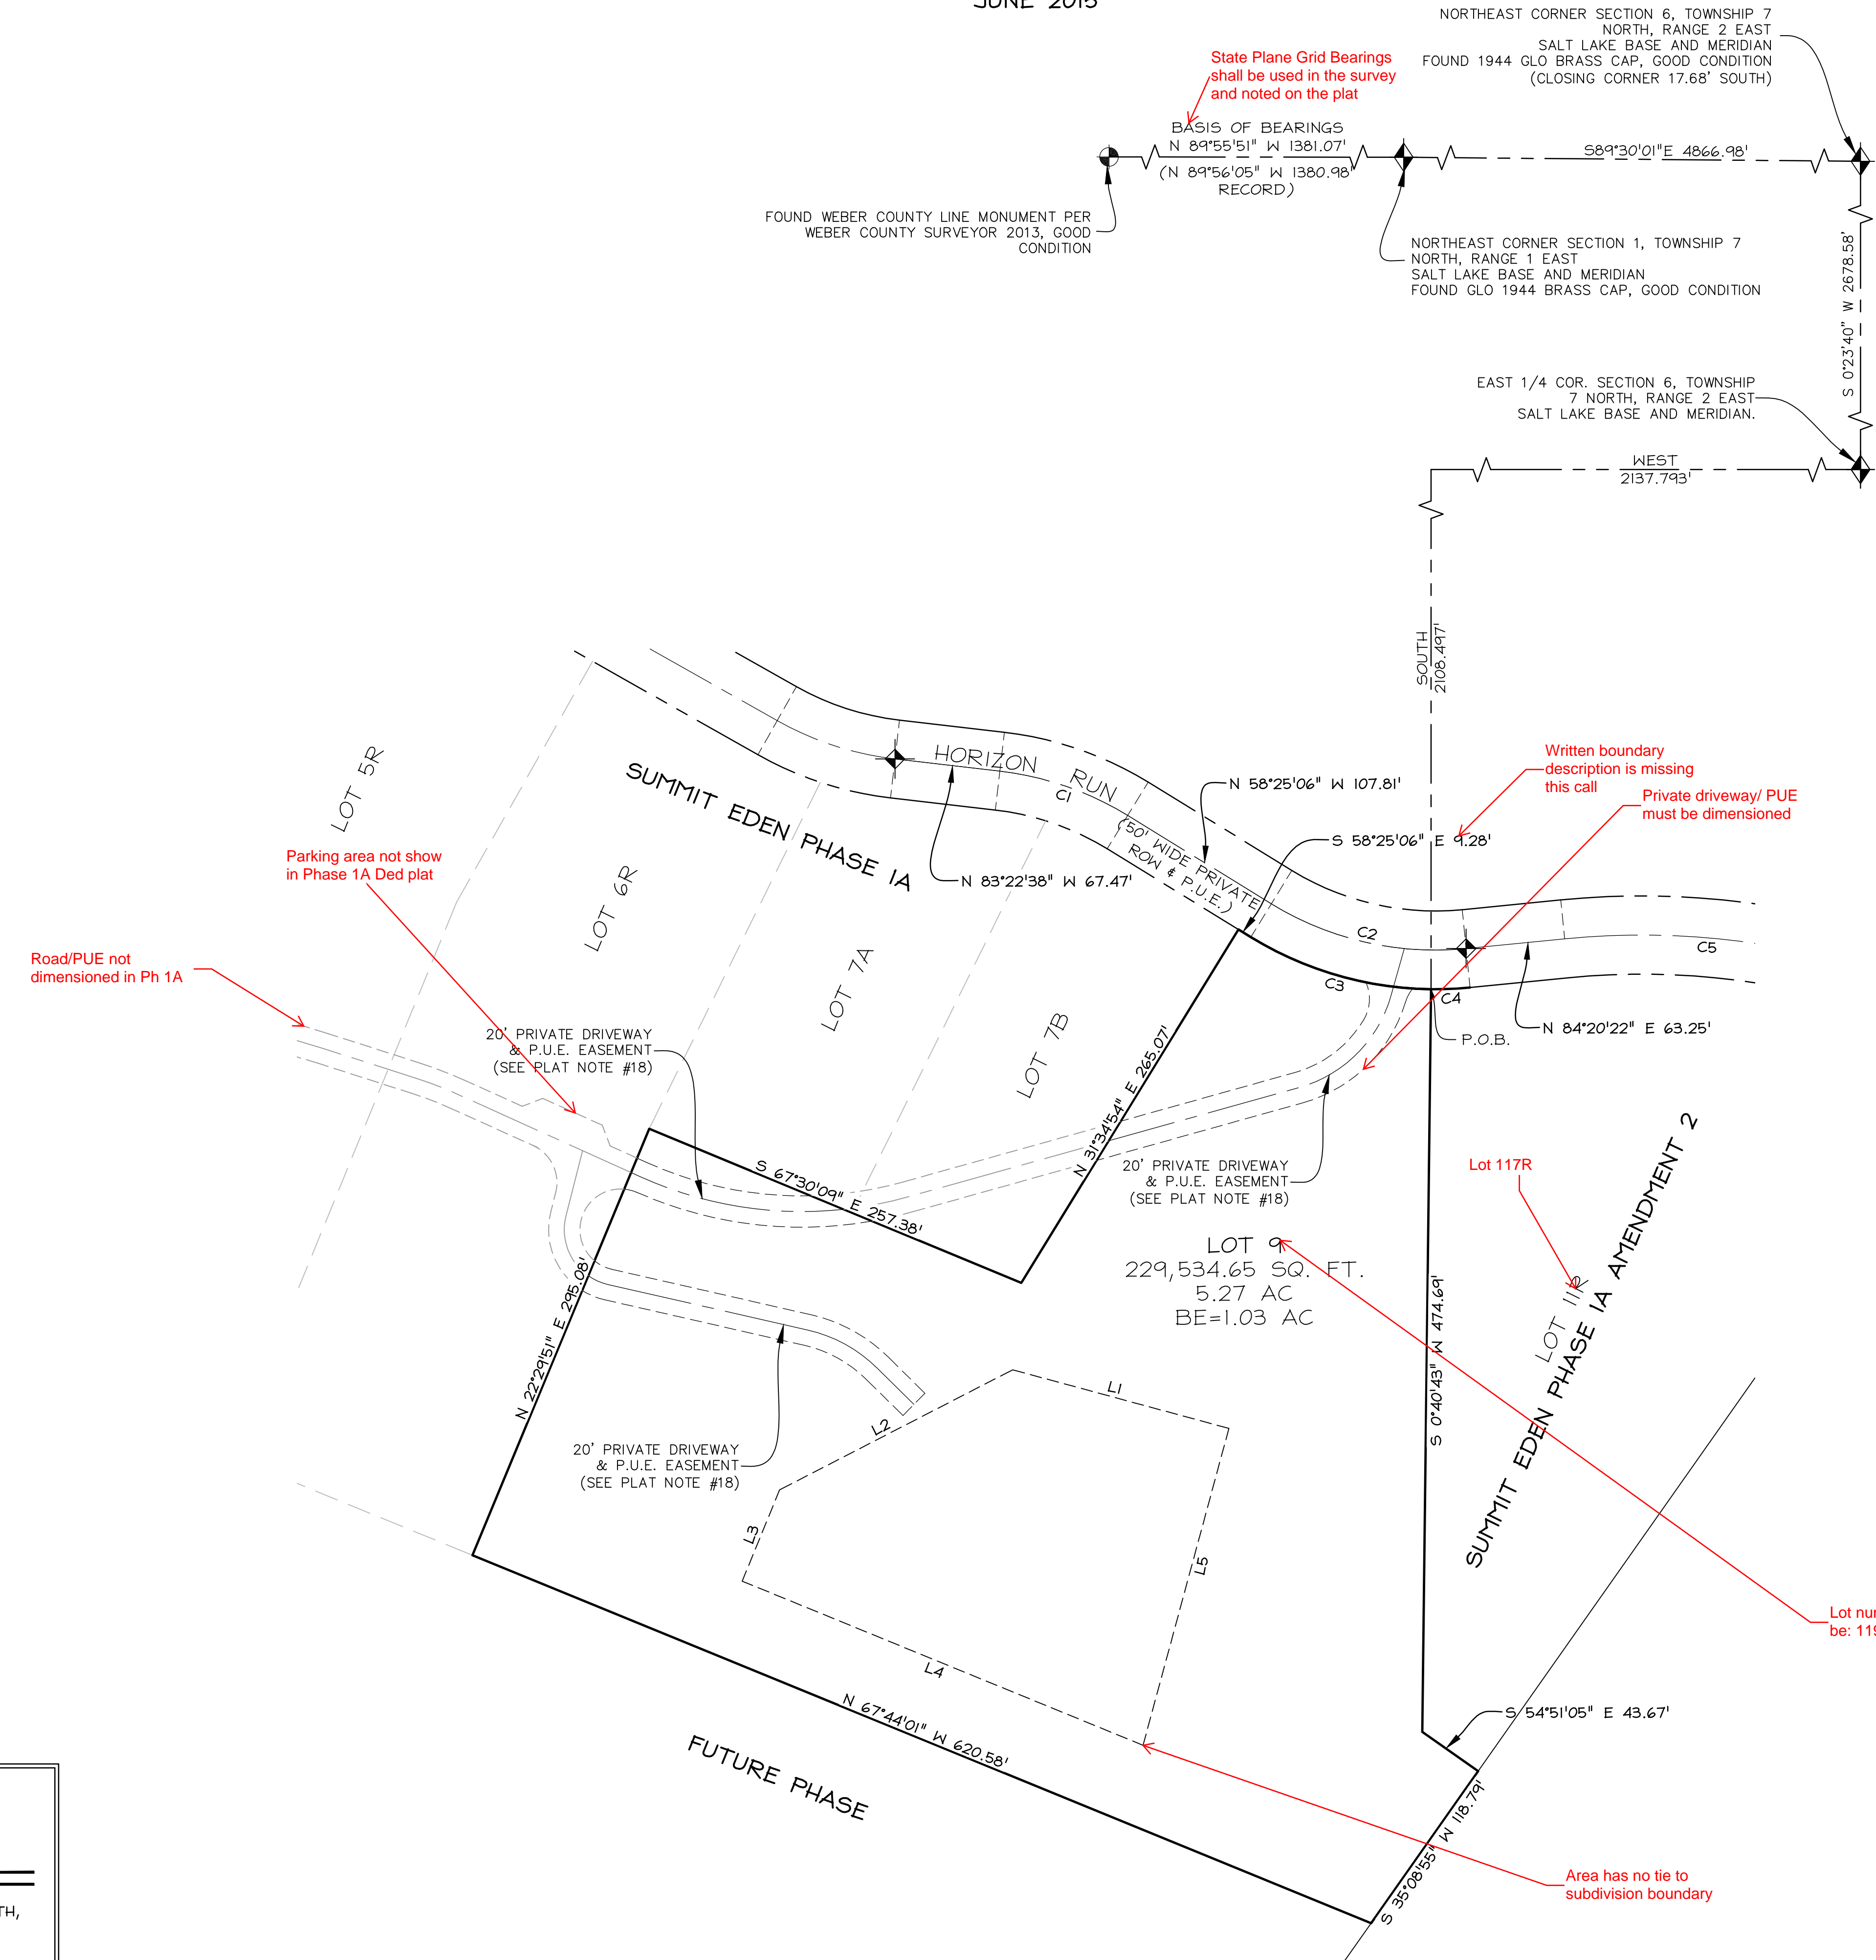 JUNE 2015
NORTHEAST CORNER SECTION 6, TOWNSHIP 7
NORTH, RANGE 2 EAST
SALT LAKE BASE AND MERIDIAN
FOUND 1944 GLO BRASS CAP, GOOD CONDITION
(CLOSING CORNER 17.68' SOUTH)
State Plane Grid Bearings
shall be used in the survey
and noted on the plat
BASIS OF BEARINGS
N 89°55'51" W 1381.07'
(N 89°56'05" W 1380.98'
RECORD)
S89°30'01"E 4866.98'
FOUND WEBER COUNTY LINE MONUMENT PER
WEBER COUNTY SURVEYOR 2013, GOOD
CONDITION
NORTHEAST CORNER SECTION 1, TOWNSHIP 7
NORTH, RANGE 1 EAST
SALT LAKE BASE AND MERIDIAN
FOUND GLO 1944 BRASS CAP, GOOD CONDITION
S 0°23'40" W 2678.58'
EAST 1/4 COR. SECTION 6, TOWNSHIP
7 NORTH, RANGE 2 EAST
SALT LAKE BASE AND MERIDIAN.
WEST
2137.793'
SOUTH
2108.497'
Written boundary
description is missing
this call
Private driveway/ PUE
must be dimensioned
HORIZON RUN
C1
(50' WIDE PRIVATE
ROW & P.U.E.)
N 58°25'06" W 107.81'
S 58°25'06" E 9.28'
N 83°22'38" W 67.47'
SUMMIT EDEN PHASE 1A
LOT 5R
LOT 6R
LOT 7A
LOT 7B
Parking area not show
in Phase 1A Ded plat
Road/PUE not
dimensioned in Ph 1A
C2
C5
C3
C4
N 84°20'22" E 63.25'
P.O.B.
20' PRIVATE DRIVEWAY
& P.U.E. EASEMENT
(SEE PLAT NOTE #18)
N 31°34'54" E 265.07'
S 67°30'09" E 257.38'
20' PRIVATE DRIVEWAY
& P.U.E. EASEMENT
(SEE PLAT NOTE #18)
Lot 117R
LOT 9
229,534.65 SQ. FT.
5.27 AC
BE=1.03 AC
N 22°29'51" E 295.08'
S 0°40'43" W 474.69'
LOT 11R
SUMMIT EDEN PHASE 1A AMENDMENT 2
20' PRIVATE DRIVEWAY
& P.U.E. EASEMENT
(SEE PLAT NOTE #18)
L1
L2
L3
L5
L4
be: 119
N 67°44'01" W 620.58'
S 54°51'05" E 43.67'
FUTURE PHASE
S 35°08'55" W 118.79'
Area has no tie to
subdivision boundary